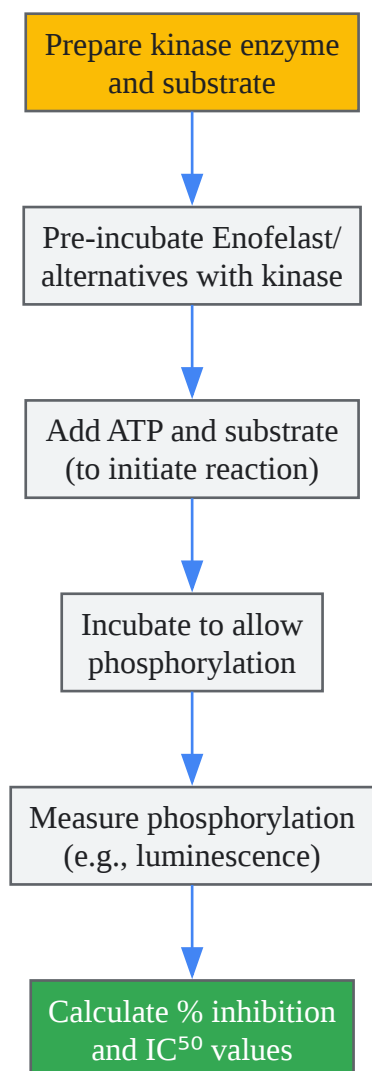 Prepare kinase enzyme
and substrate
Pre-incubate Enofelast/
alternatives with kinase
Add ATP and substrate
(to initiate reaction)
Incubate to allow
phosphorylation
Measure phosphorylation
(e.g., luminescence)
Calculate % inhibition
and IC⁵⁰ values